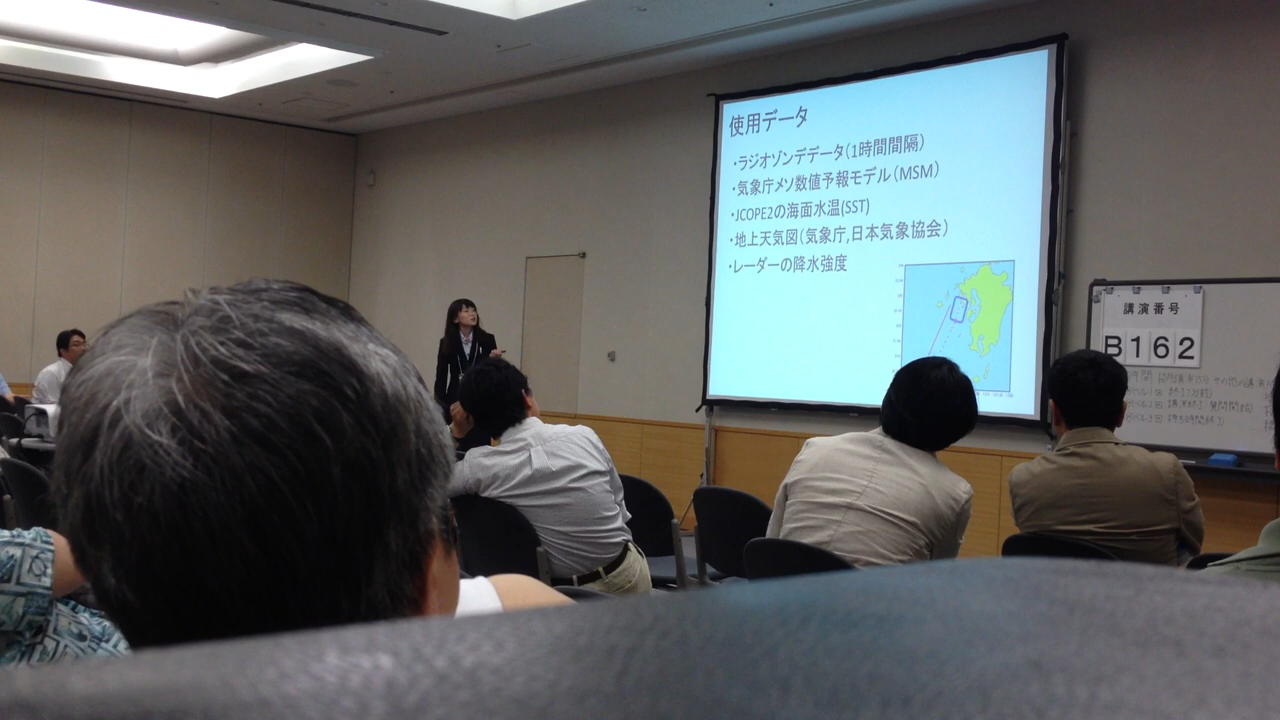 使用データ
・ラジオゾンデデータ(1時間間隔)
・気象庁メソ数値予報モデル(MSM)
・JCOPE2の海面水温(SST)
・地上天気図(気象庁,日本気象協会)
・レーダーの降水強度
講演番号
B162